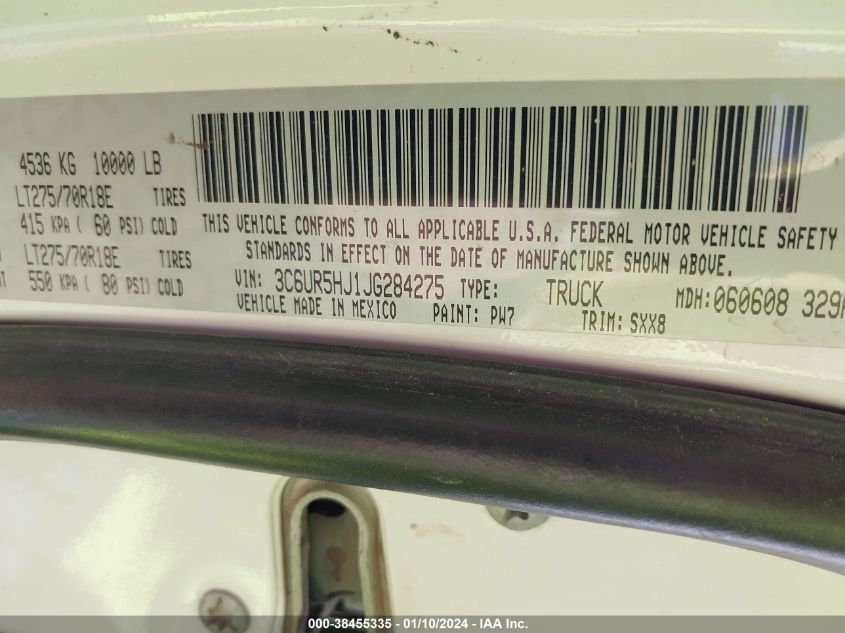 4536 KG 10000 LB
LT275/70R18E TIRES
415 KPA ( 60 PSI) COLD
LT275/70R18E TIRES
550 KPA ( 80 PSI) COLD
THIS VEHICLE CONFORMS TO ALL APPLICABLE U.S.A. FEDERAL MOTOR VEHICLE SAFETY
STANDARDS IN EFFECT ON THE DATE OF MANUFACTURE SHOWN ABOVE.
VIN: 3C6UR5HJ1JG284275 TYPE: TRUCK MDH:060608 329
VEHICLE MADE IN MEXICO PAINT: PW7 TRIM: SXX8
000-38455335 - 01/10/2024 - IAA Inc.